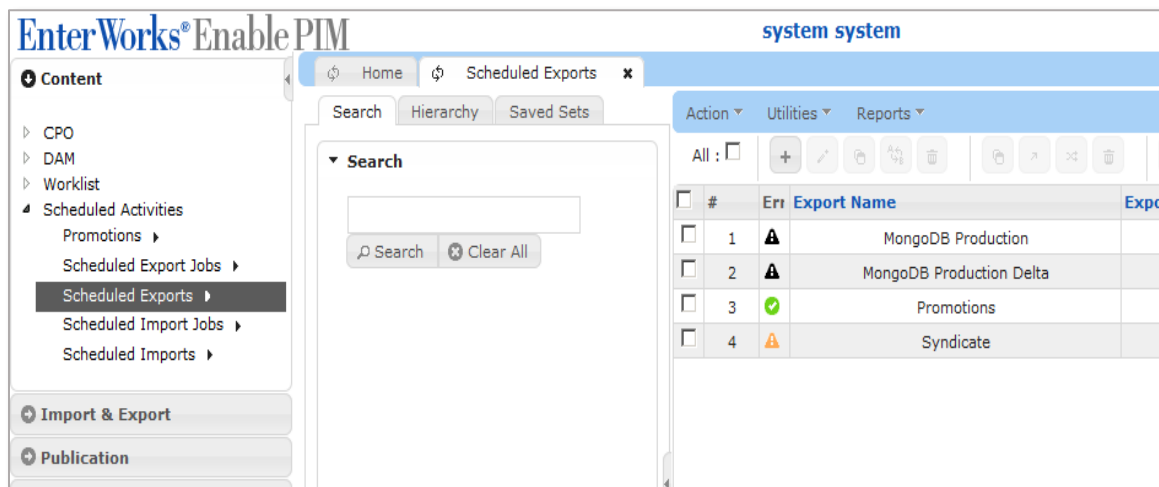 EnterWorks® Enable PIM
system system
Content
CPO
DAM
Worklist
Scheduled Activities
Promotions
Scheduled Export Jobs
Scheduled Exports
Scheduled Import Jobs
Scheduled Imports
Import & Export
Publication
Home Scheduled Exports
Search Hierarchy Saved Sets
Search
Search Clear All
Action Utilities Reports
All :
# Err Export Name Expo
1 MongoDB Production
2 MongoDB Production Delta
3 Promotions
4 Syndicate